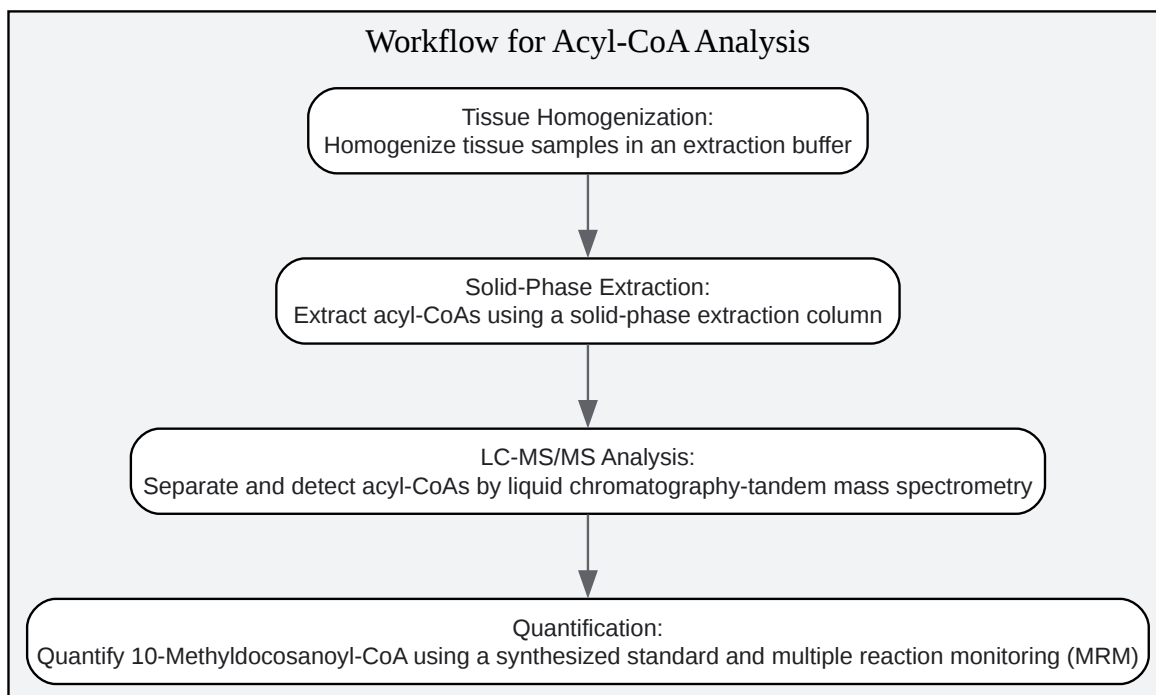 Workflow for Acyl-CoA Analysis
Tissue Homogenization:
Homogenize tissue samples in an extraction buffer
Solid-Phase Extraction:
Extract acyl-CoAs using a solid-phase extraction column
LC-MS/MS Analysis:
Separate and detect acyl-CoAs by liquid chromatography-tandem mass spectrometry
Quantification:
Quantify 10-Methyldocosanoyl-CoA using a synthesized standard and multiple reaction monitoring (MRM)